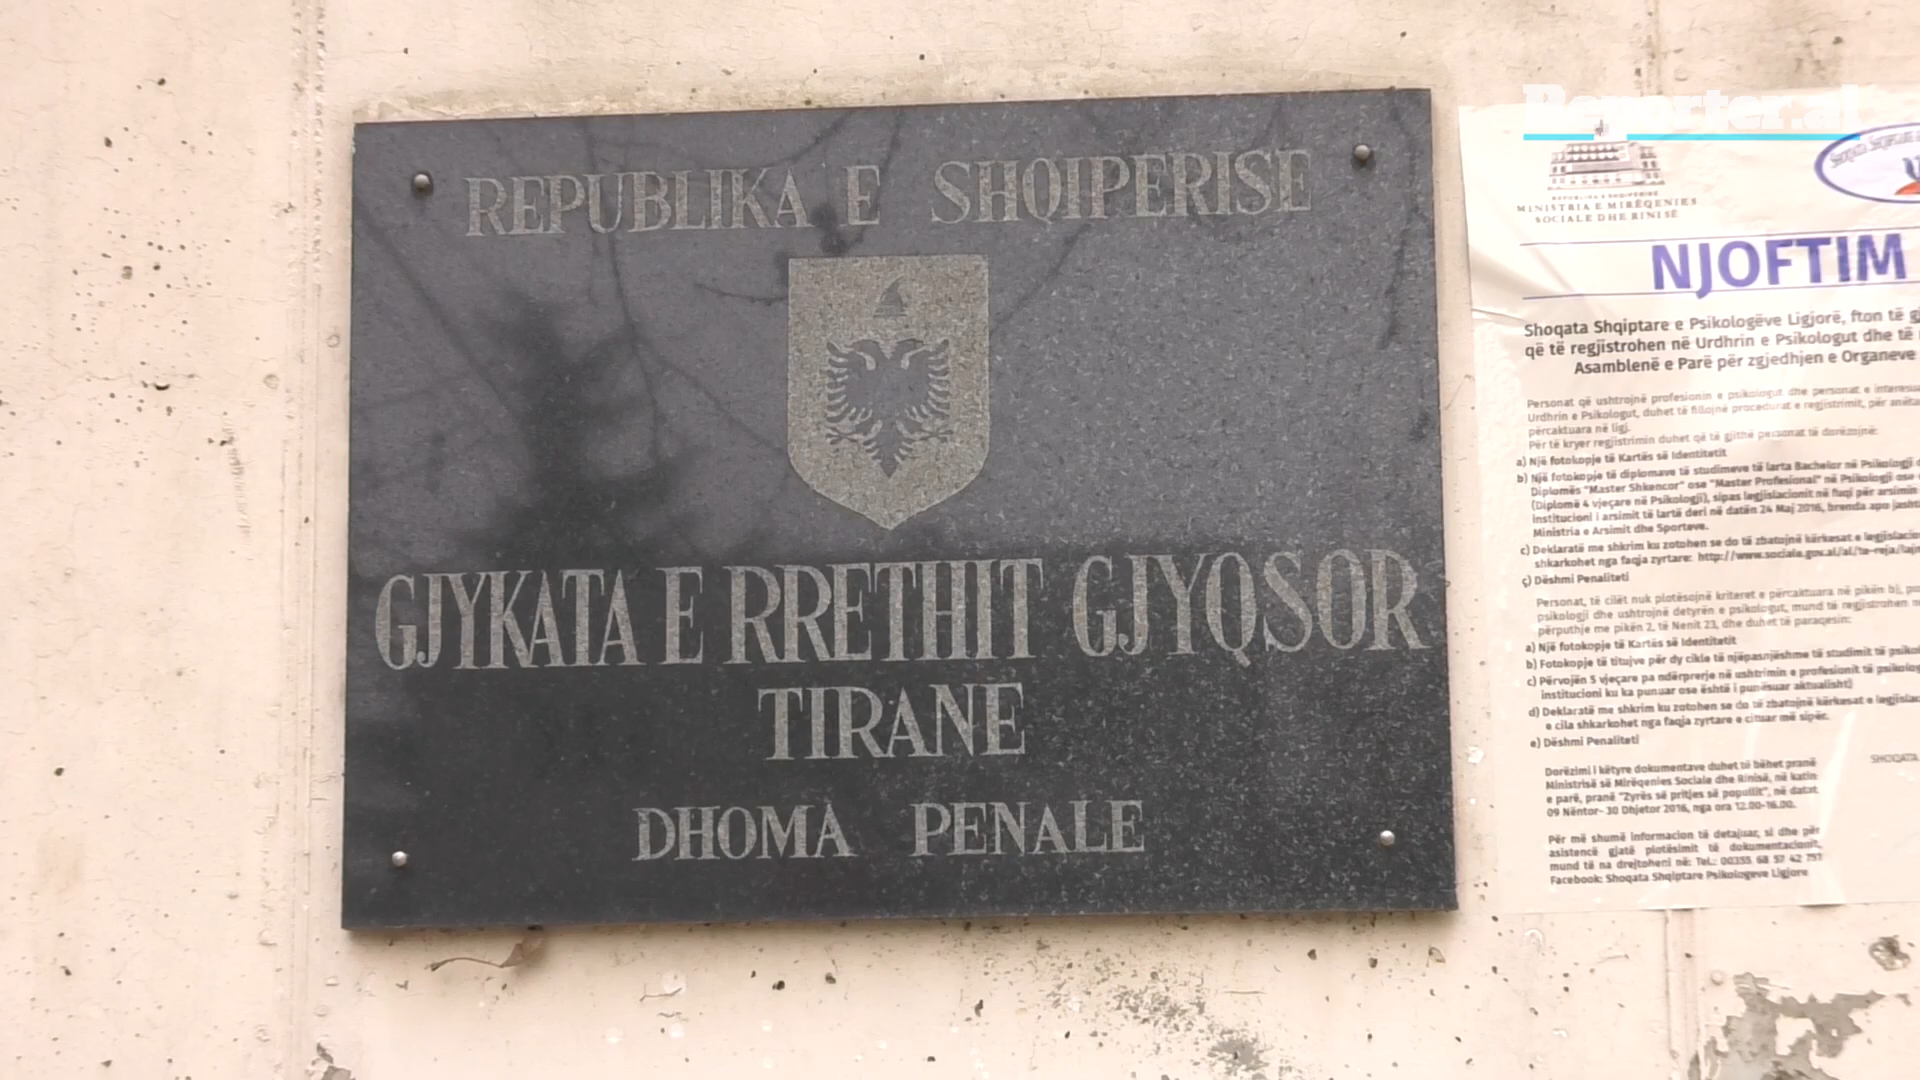 REPUBLIKA E SHQIPERISE
GJYKATA E RRETHIT GJYQSOR
TIRANE
DHOMA PENALE
Reporter.al
MINISTRIA E MIRËQENIES
SOCIALE DHE RINISË
NJOFTIM
Shoqata Shqiptare e Psikologëve Ligjorë, fton të
që të regjistrohen në Urdhrin e Psikologut dhe të
Asamblenë e Parë për zgjedhjen e Organeve
Personat që ushtrojnë profesionin e psikologut dhe personat e
Urdhrin e Psikologut, duhet të fillojnë procedurat e regjistrimit, për
përcaktuara në ligj.
Për të kryer regjistrimin duhet që të gjithë personat të dorëzojnë:
a) Një fotokopje të Kartës së Identitetit
b) Një fotokopje të diplomave të studimeve të larta Bachelor në Psikologji
Diplomës "Master Shkencor" ose "Master Profesional" në Psikologji ose
(Diplomë 4 vjeçare në Psikologji), sipas legjislacionit në fuqi për arsimin
institucioni i arsimit të lartë deri në datën 24 Maj 2016, brenda apo
Ministria e Arsimit dhe Sporteve.
c) Deklaratë me shkrim ku zotohen se do të zbatojnë kërkesat e
shkarkohet nga faqja zyrtare: http://www.sociale.gov.al/al/te-reja/
ç) Dëshmi Penaliteti
Personat, të cilët nuk plotësojnë kriteret e përcaktuara në pikën b),
psikologji dhe ushtrojnë detyrën e psikologut, mund të regjistrohen
përputhje me pikën 2, të Nenit 23, dhe duhet të paraqesin:
a) Një fotokopje të Kartës së Identitetit
b) Fotokopje të titujve për dy cikle të njëpasnjëshme të studimit të
c) Përvojën 5 vjeçare pa ndërprerje në ushtrimin e profesionit të
institucioni ku ka punuar ose është i punësuar aktualisht)
d) Deklaratë me shkrim ku zotohen se do të zbatojnë kërkesat e
e cila shkarkohet nga faqja zyrtare e cituar më sipër.
e) Dëshmi Penaliteti
SHOQATA
Dorëzimi i këtyre dokumentave duhet të bëhet pranë
Ministrisë së Mirëqenies Sociale dhe Rinisë, në katin
e parë, pranë "Zyrës së pritjes së popullit", në datat
09 Nëntor- 30 Dhjetor 2016, nga ora 12.00-16.00.
Për më shumë informacion të detajuar, si dhe për
asistencë gjatë plotësimit të dokumentacionit,
mund të na drejtoheni në: Tel.: 00355 68 57 42 797
Facebook: Shoqata Shqiptare Psikologeve Ligjore